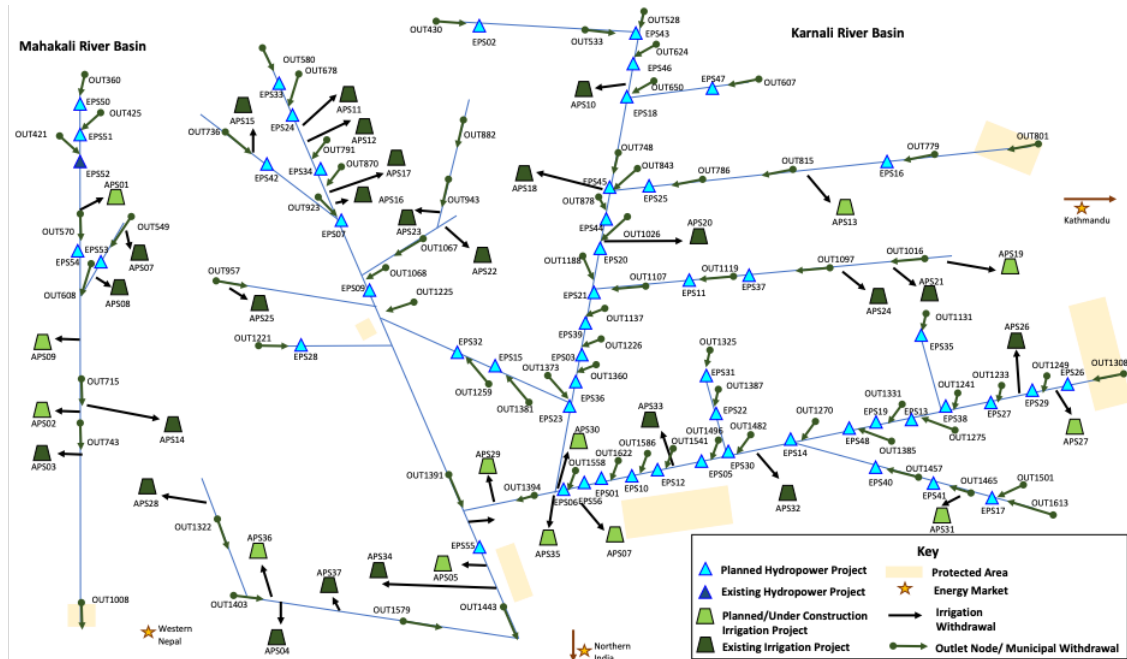 Mahakali River Basin
Karnali River Basin
OUT360
EPS50
OUT425
OUT421
EPS51
EPS52
APS01
OUT570
OUT549
EPS53
EPS54
APS07
OUT608
APS08
APS09
OUT715
APS02
APS14
OUT743
APS03
OUT1008
Western
Nepal
OUT580
OUT678
EPS33
APS15
EPS24
APS11
OUT736
APS12
OUT791
OUT870
EPS42
EPS34
APS17
APS16
OUT923
EPS07
OUT882
OUT943
APS23
OUT1067
APS22
OUT1068
OUT957
EPS09
OUT1225
APS25
OUT1221
EPS28
EPS32
EPS15
OUT1259
OUT1381
OUT1373
EPS23
OUT430
EPS02
OUT533
OUT528
EPS43
OUT624
EPS46
OUT650
EPS47
OUT607
APS10
EPS18
OUT748
OUT843
APS18
EPS45
EPS25
OUT786
OUT815
EPS16
OUT779
OUT801
APS13
OUT878
EPS44
APS20
OUT1026
EPS20
Kathmandu
OUT1188
EPS21
OUT1107
OUT1119
EPS11
EPS37
OUT1097
OUT1016
APS19
APS24
APS21
OUT1137
EPS39
OUT1226
EPS03
OUT1360
EPS36
OUT1131
EPS35
APS26
OUT1325
EPS31
OUT1387
EPS22
OUT1308
EPS26
OUT1249
EPS29
OUT1233
EPS27
OUT1241
EPS38
OUT1331
EPS13
EPS19
EPS48
OUT1275
OUT1385
APS27
OUT1270
EPS14
APS33
OUT1482
OUT1496
EPS30
EPS05
OUT1541
OUT1586
EPS12
EPS10
OUT1622
OUT1558
EPS01
EPS56
EPS06
APS30
APS32
EPS40
OUT1457
EPS41
OUT1465
OUT1501
EPS17
OUT1613
APS31
OUT1391
APS29
OUT1394
APS35
APS07
APS28
OUT1322
APS36
APS37
APS34
EPS55
APS05
OUT1403
OUT1579
OUT1443
APS04
Northern
India
Key
Planned Hydropower Project
Protected Area
Existing Hydropower Project
Energy Market
Planned/Under Construction
Irrigation Project
Irrigation
Withdrawal
Existing Irrigation Project
Outlet Node/ Municipal Withdrawal